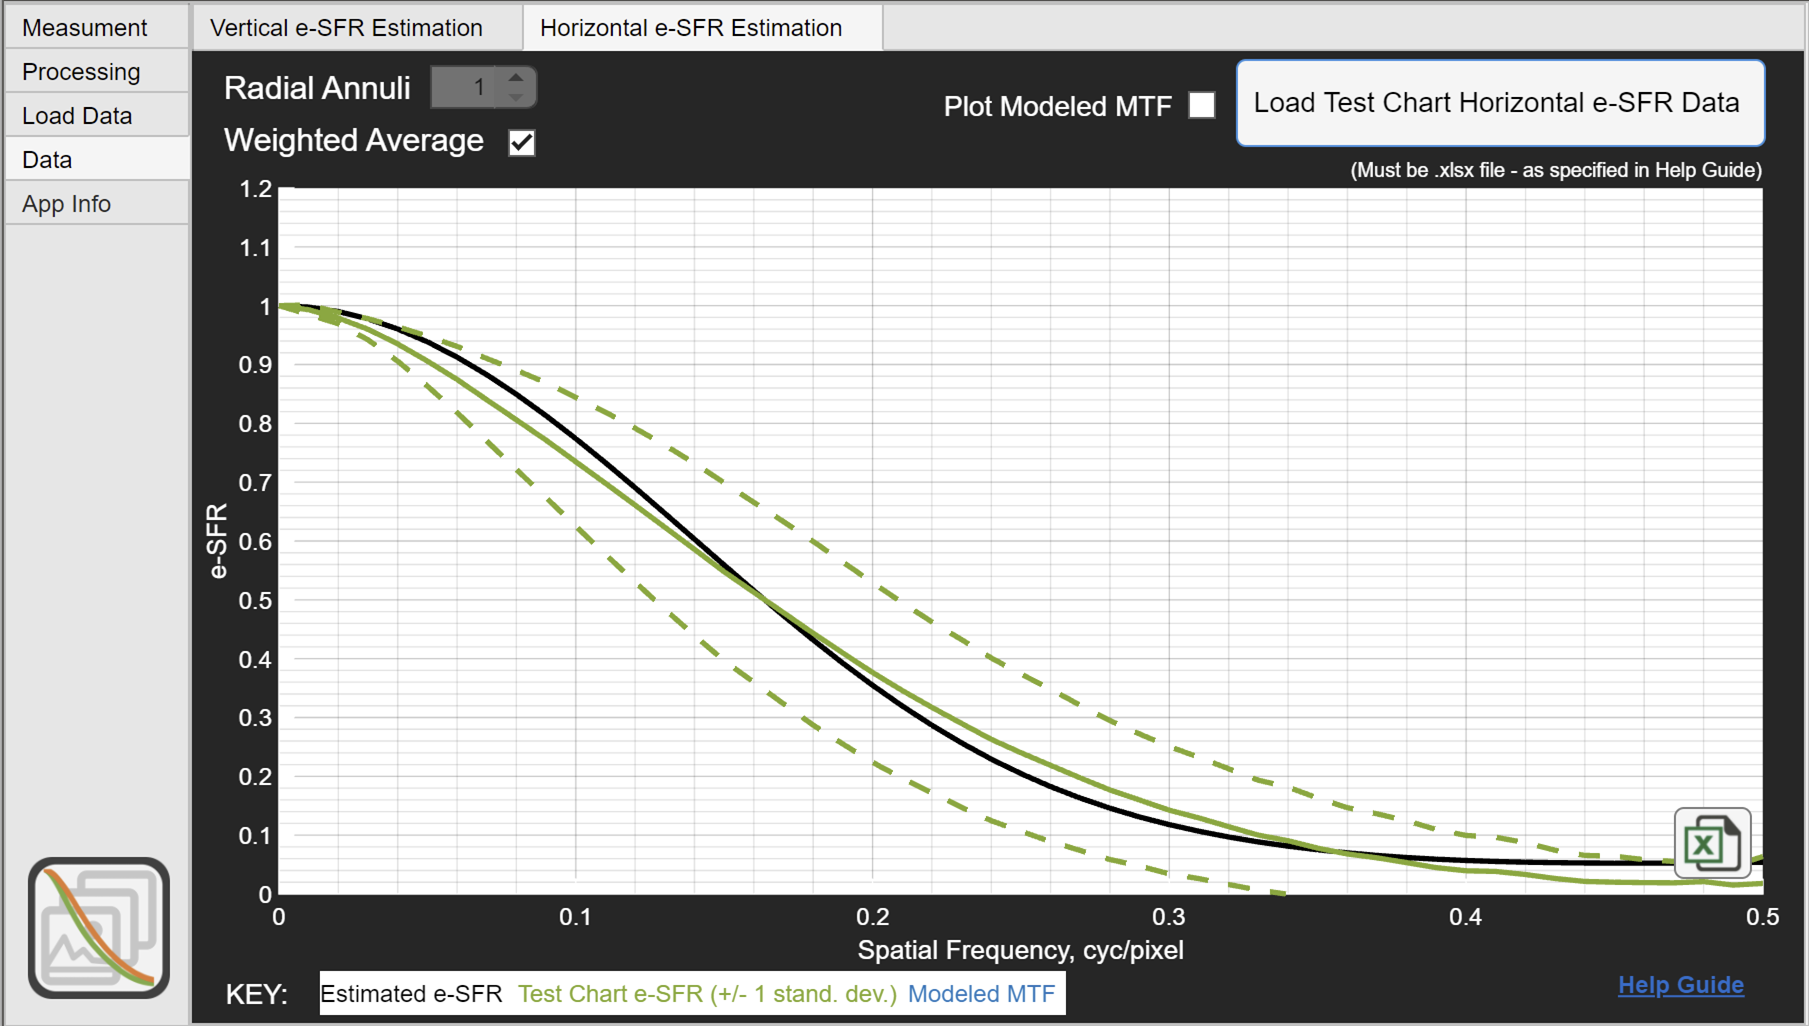 Measument
Processing
Load Data
Data
App Info
Vertical e-SFR Estimation
Horizontal e-SFR Estimation
Radial Annuli 1
Weighted Average
Plot Modeled MTF
Load Test Chart Horizontal e-SFR Data
(Must be .xlsx file - as specified in Help Guide)
e-SFR
1.2
1.1
1
0.9
0.8
0.7
0.6
0.5
0.4
0.3
0.2
0.1
0
0 0.1 0.2 0.3 0.4 0.5
Spatial Frequency, cyc/pixel
X
KEY: Estimated e-SFR Test Chart e-SFR (+/- 1 stand. dev.) Modeled MTF
Help Guide